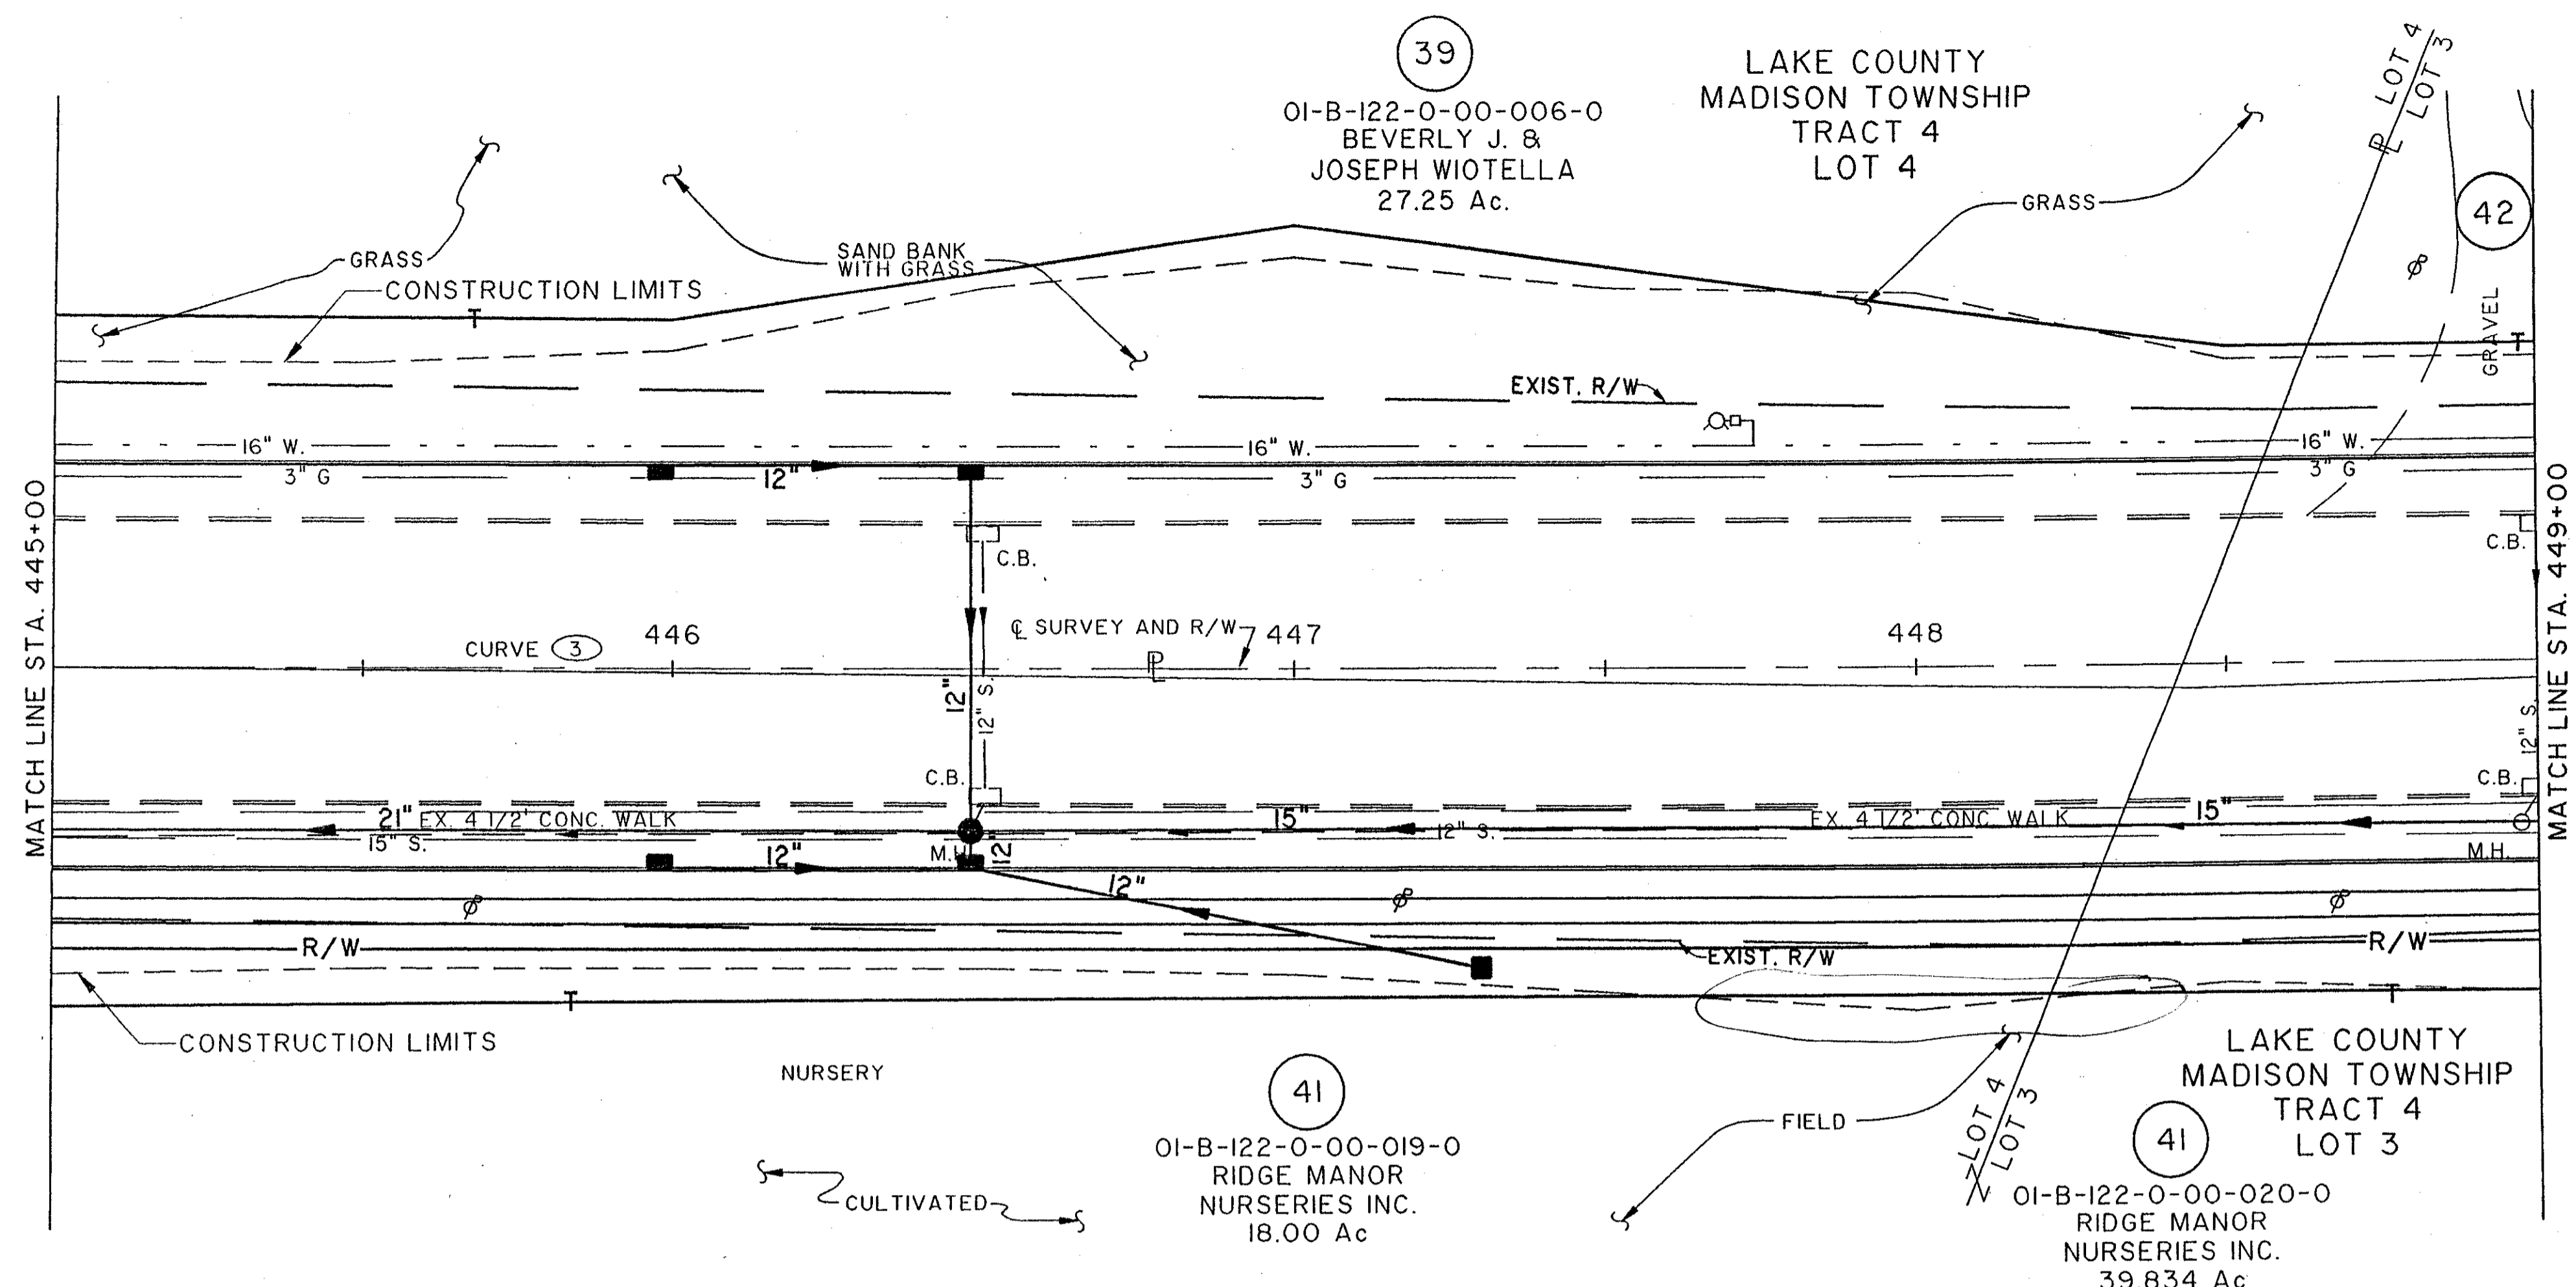 39
01-B-122-0-00-006-0
BEVERLY J. &
JOSEPH WIOTELLA
27.25 Ac.
LAKE COUNTY
MADISON TOWNSHIP
TRACT 4
LOT 4
LOT 4
LOT 3
PL
42
GRASS
GRASS
SAND BANK
WITH GRASS
CONSTRUCTION LIMITS
T
T
GRAVEL
EXIST. R/W
16" W.
16" W.
16" W.
3" G
12"
3" G
3" G
MATCH LINE STA. 445+00
MATCH LINE STA. 449+00
C.B.
C.B.
CURVE 3
446
℄ SURVEY AND R/W
447
448
PL
12"
12" S.
12" S.
C.B.
C.B.
21"
EX. 4 1/2' CONC. WALK
15"
EX. 4 1/2' CONC. WALK
15"
15" S.
12" S.
12"
M.H.
12"
M.H.
12"
R/W
EXIST. R/W
R/W
T
T
CONSTRUCTION LIMITS
NURSERY
41
01-B-122-0-00-019-0
RIDGE MANOR
NURSERIES INC.
18.00 Ac
CULTIVATED
FIELD
LOT 4
LOT 3
LAKE COUNTY
MADISON TOWNSHIP
TRACT 4
LOT 3
41
01-B-122-0-00-020-0
RIDGE MANOR
NURSERIES INC.
39.834 Ac